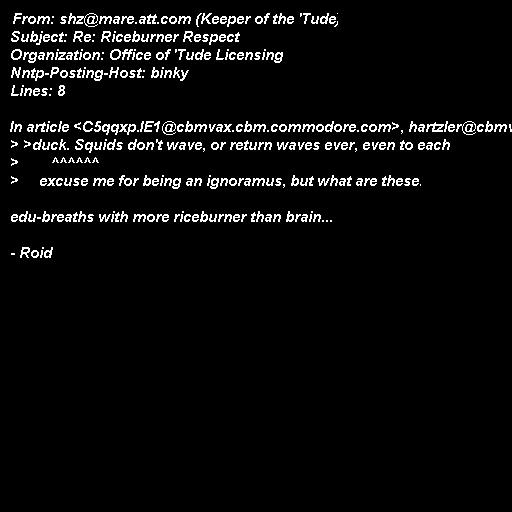 From: shz@mare.att.com (Keeper of the 'Tude)
Subject: Re: Riceburner Respect
Organization: Office of 'Tude Licensing
Nntp-Posting-Host: binky
Lines: 8

In article <C5qqxp.IE1@cbmvax.cbm.commodore.com>, hartzler@cbmv
> >duck. Squids don't wave, or return waves ever, even to each
> ^^^^^^
> excuse me for being an ignoramus, but what are these.

edu-breaths with more riceburner than brain...

- Roid